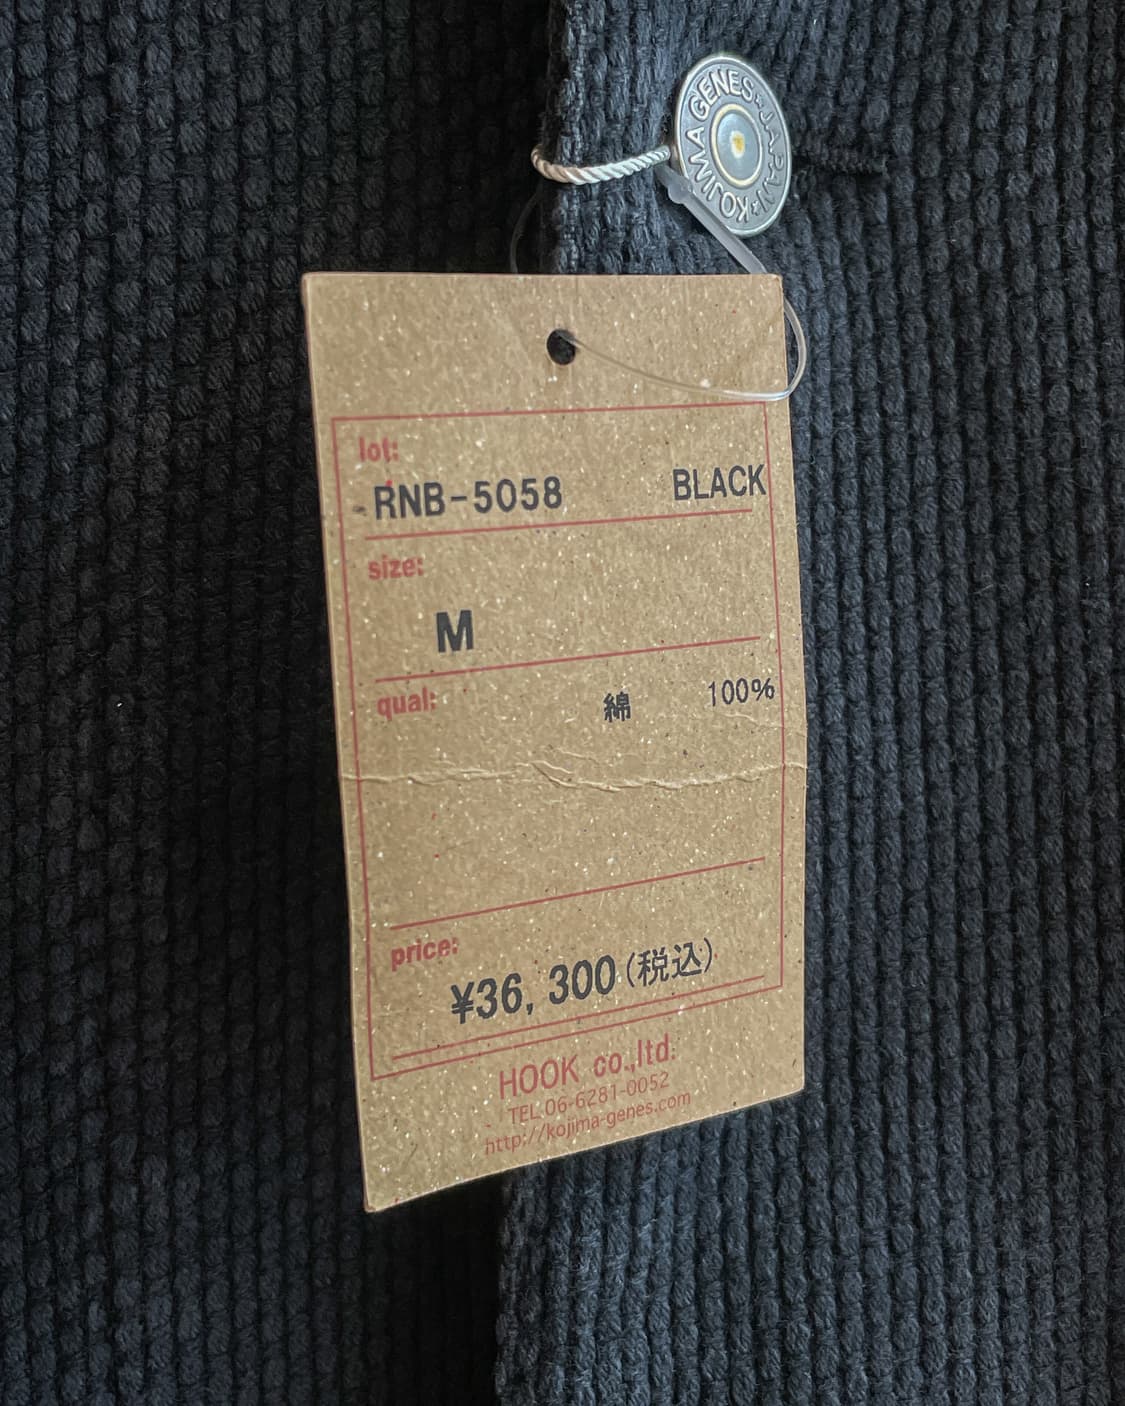 KOJIMA GENES☆JAPAN☆
lot:
RNB-5058 BLACK
size:
M
qual: 綿 100%
price:
¥36,300(税込)
HOOK co.,ltd.
TEL.06-6281-0052
http://kojima-genes.com